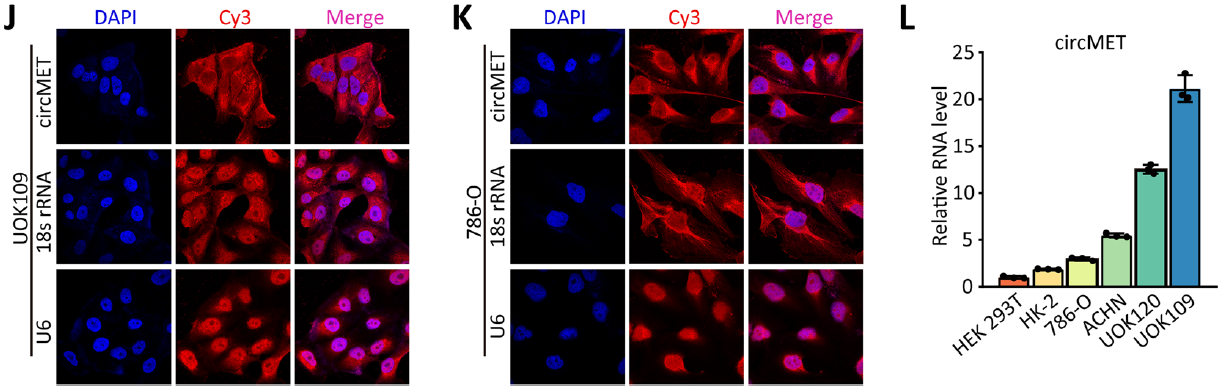 J
DAPI Cy3 Merge
UOK109
circMET
18s rRNA
U6
K
DAPI Cy3 Merge
786-O
circMET
18s rRNA
U6
L
circMET
Relative RNA level
25
20
15
10
5
0
HEK 293T
HK-2
786-O
ACHN
UOK120
UOK109